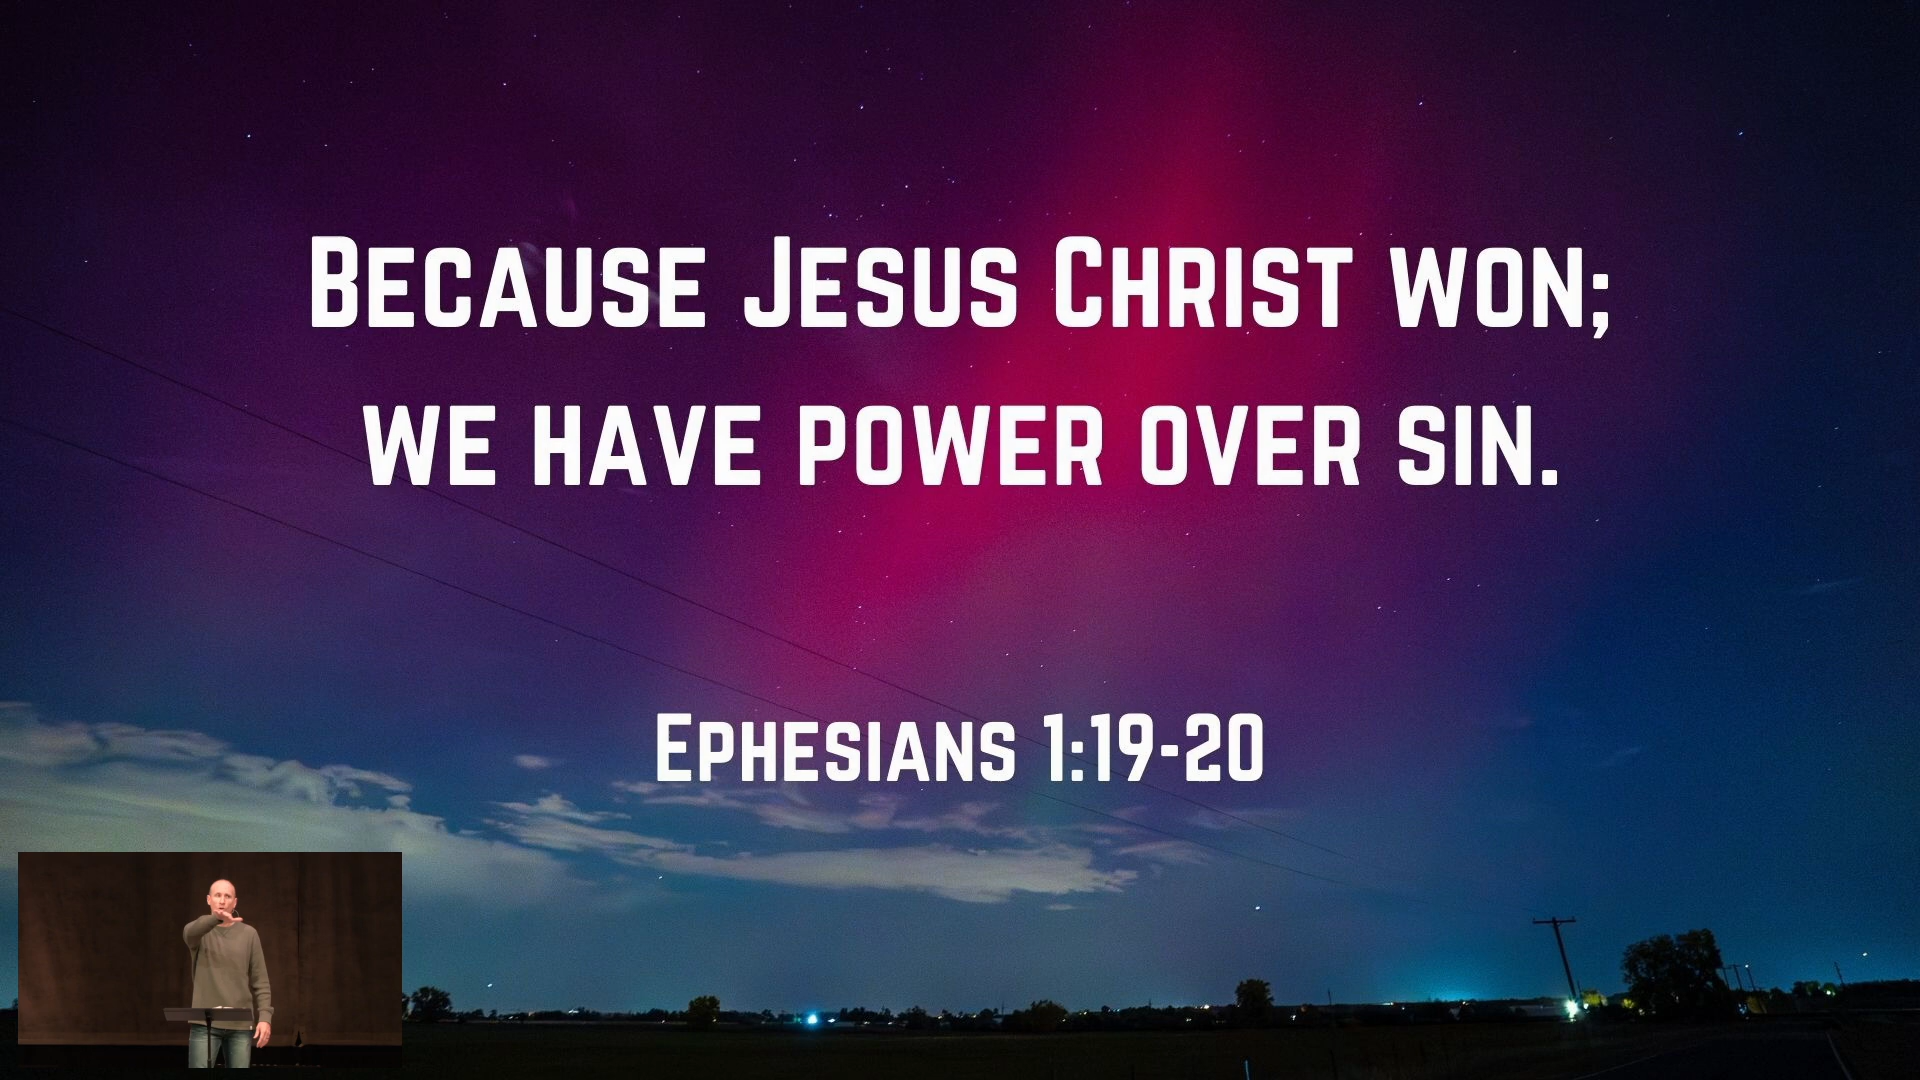 Because Jesus Christ won;
we have power over sin.
Ephesians 1:19-20